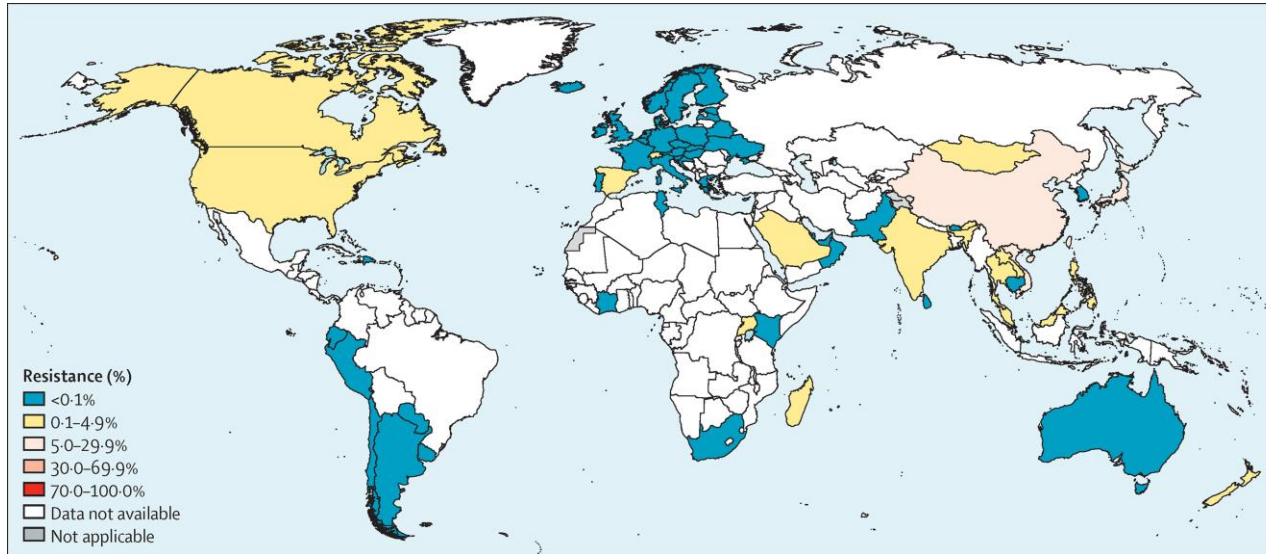 Resistance (%)
<0·1%
0·1–4·9%
5·0–29·9%
30·0–69·9%
70·0–100·0%
Data not available
Not applicable